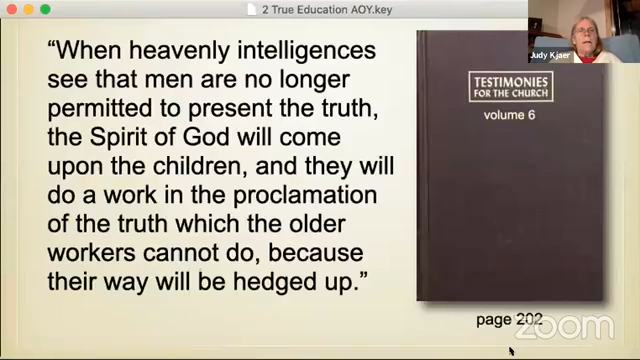 2 True Education AOY.key
Judy Kjaer
“When heavenly intelligences
see that men are no longer
permitted to present the truth,
the Spirit of God will come
upon the children, and they will
do a work in the proclamation
of the truth which the older
workers cannot do, because
their way will be hedged up.”
TESTIMONIES
FOR THE CHURCH
volume 6
page 202
zoom